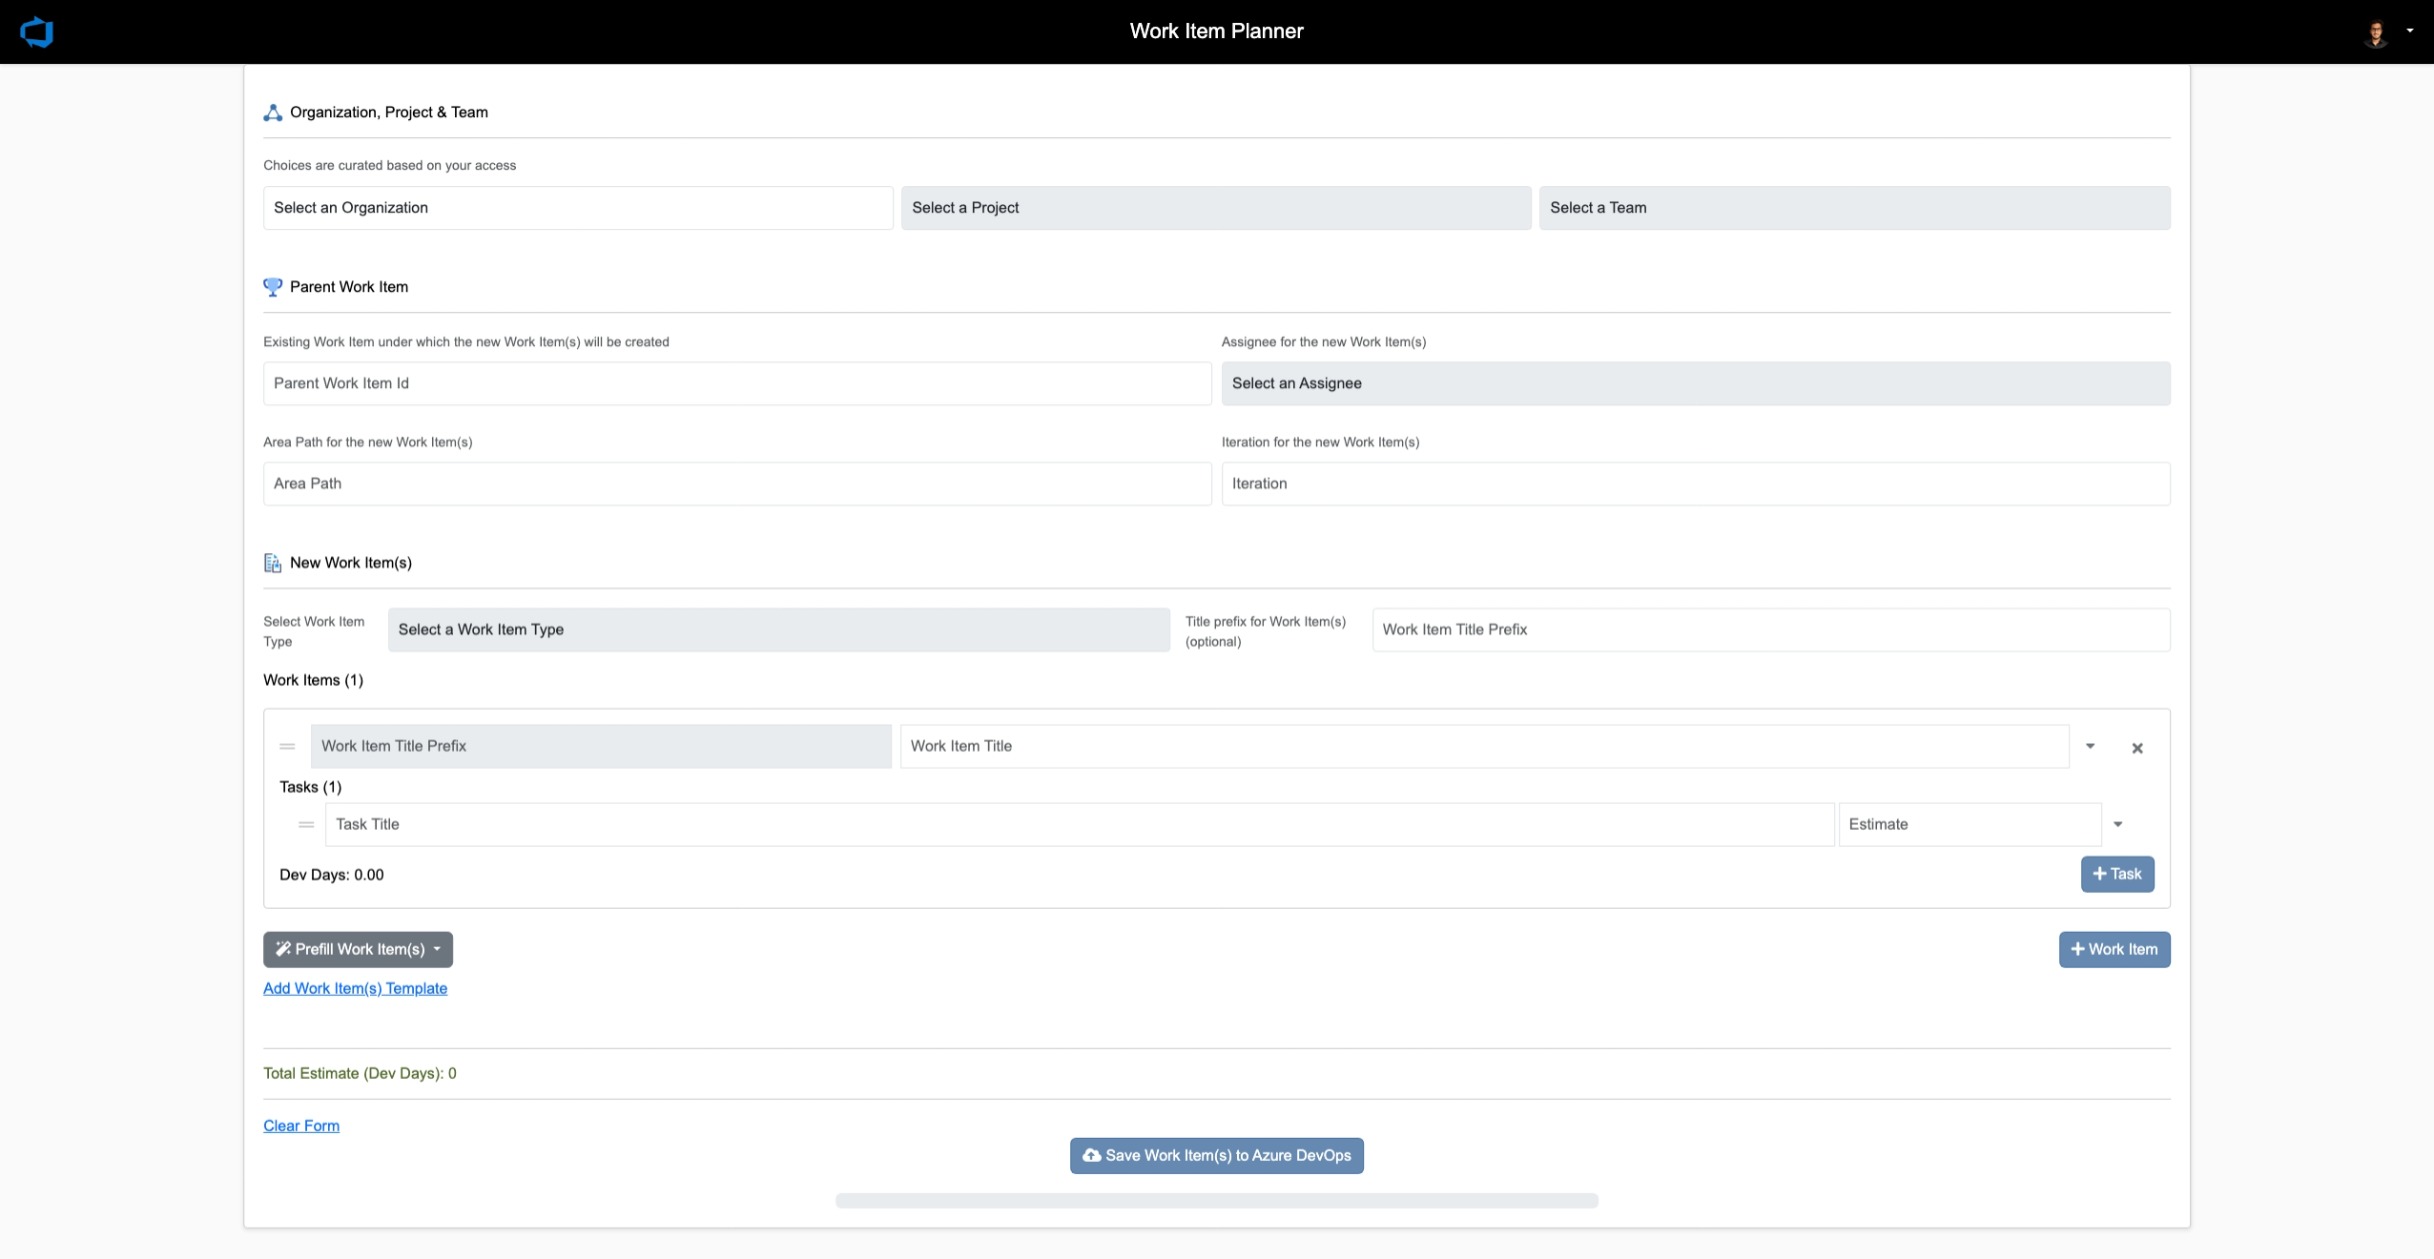 Work Item Planner
Organization, Project & Team
Choices are curated based on your access
Select an Organization
Select a Project
Select a Team
Parent Work Item
Existing Work Item under which the new Work Item(s) will be created
Assignee for the new Work Item(s)
Parent Work Item Id
Select an Assignee
Area Path for the new Work Item(s)
Iteration for the new Work Item(s)
Area Path
Iteration
New Work Item(s)
Select Work Item
Type
Select a Work Item Type
Title prefix for Work Item(s)
(optional)
Work Item Title Prefix
Work Items (1)
Work Item Title Prefix
Work Item Title
Tasks (1)
Task Title
Estimate
Dev Days: 0.00
Task
Prefill Work Item(s)
Work Item
Add Work Item(s) Template
Total Estimate (Dev Days): 0
Clear Form
Save Work Item(s) to Azure DevOps